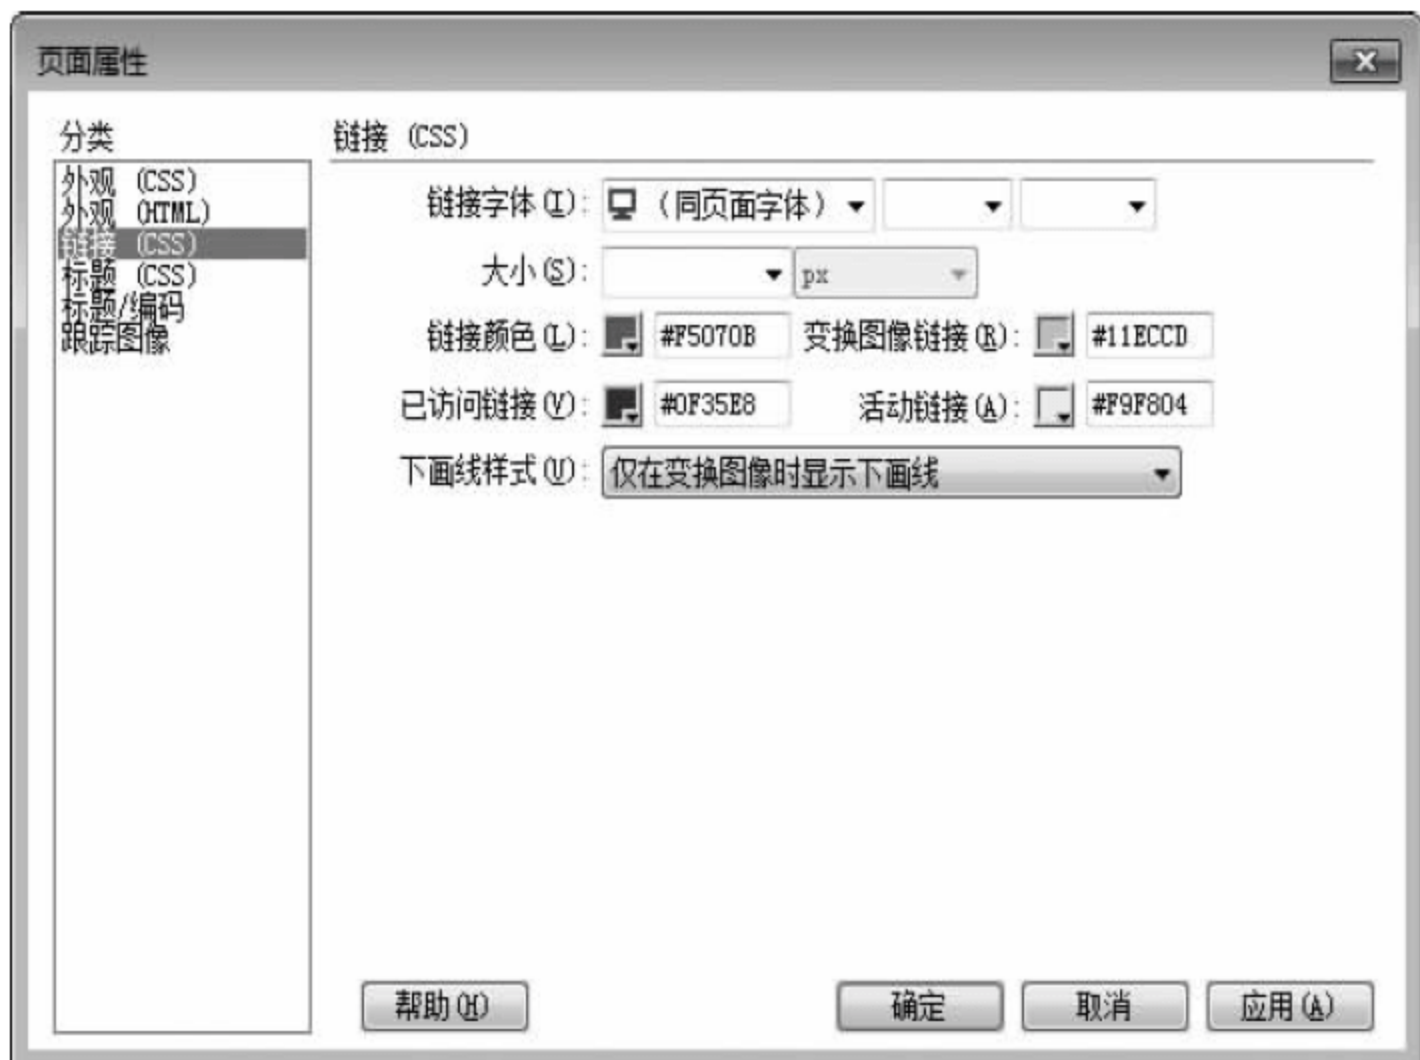 页面属性
分类
外观 (CSS)
外观 (HTML)
链接 (CSS)
标题 (CSS)
标题/编码
跟踪图像
链接 (CSS)
链接字体(I): (同页面字体)
大小(S): px
链接颜色(L): #F5070B 变换图像链接(R): #11ECCD
已访问链接(V): #0F35E8 活动链接(A): #F9F804
下画线样式(U): 仅在变换图像时显示下画线
帮助(H) 确定 取消 应用(A)